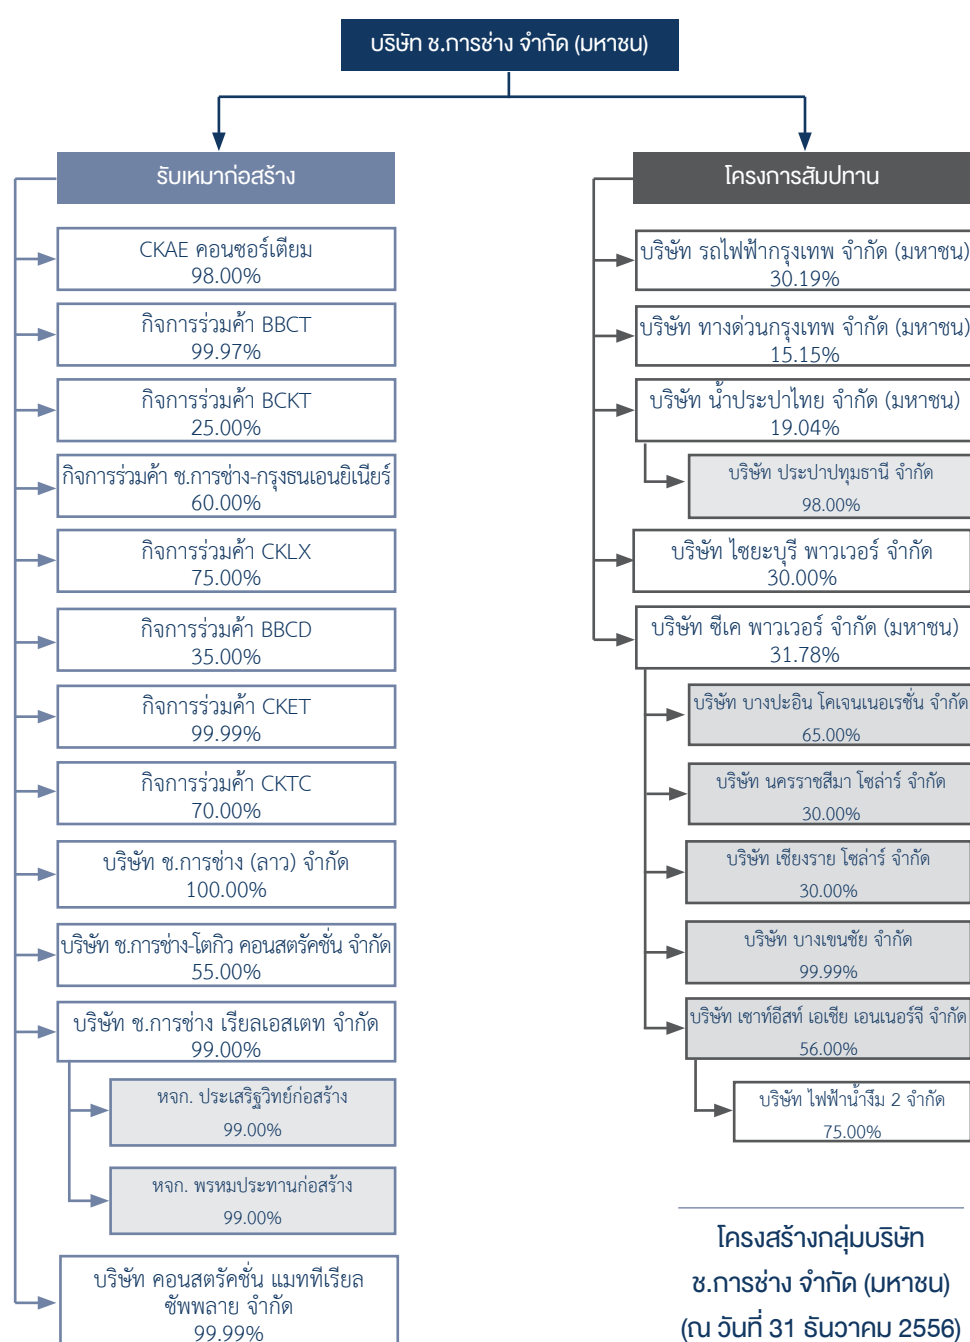 บริษัท ช.การช่าง จำกัด (มหาชน)
รับเหมาก่อสร้าง
CKAE คอนซอร์เตียม
98.00%
กิจการร่วมค้า BBCT
99.97%
กิจการร่วมค้า BCKT
25.00%
กิจการร่วมค้า ช.การช่าง-กรุงธนเอนยิเนียร์
60.00%
กิจการร่วมค้า CKLX
75.00%
กิจการร่วมค้า BBCD
35.00%
กิจการร่วมค้า CKET
99.99%
กิจการร่วมค้า CKTC
70.00%
บริษัท ช.การช่าง (ลาว) จำกัด
100.00%
บริษัท ช.การช่าง-โตกิว คอนสตรัคชั่น จำกัด
55.00%
บริษัท ช.การช่าง เรียลเอสเตท จำกัด
99.00%
หจก. ประเสริฐวิทย์ก่อสร้าง
99.00%
หจก. พรหมประทานก่อสร้าง
99.00%
บริษัท คอนสตรัคชั่น แมททีเรียล
ซัพพลาย จำกัด
99.99%
โครงการสัมปทาน
บริษัท รถไฟฟ้ากรุงเทพ จำกัด (มหาชน)
30.19%
บริษัท ทางด่วนกรุงเทพ จำกัด (มหาชน)
15.15%
บริษัท น้ำประปาไทย จำกัด (มหาชน)
19.04%
บริษัท ประปาปทุมธานี จำกัด
98.00%
บริษัท ไซยะบุรี พาวเวอร์ จำกัด
30.00%
บริษัท ซีเค พาวเวอร์ จำกัด (มหาชน)
31.78%
บริษัท บางปะอิน โคเจนเนอเรชั่น จำกัด
65.00%
บริษัท นครราชสีมา โซล่าร์ จำกัด
30.00%
บริษัท เชียงราย โซล่าร์ จำกัด
30.00%
บริษัท บางเขนชัย จำกัด
99.99%
บริษัท เซาท์อีสท์ เอเชีย เอนเนอร์จี จำกัด
56.00%
บริษัท ไฟฟ้าน้ำงึม 2 จำกัด
75.00%
โครงสร้างกลุ่มบริษัท
ช.การช่าง จำกัด (มหาชน)
(ณ วันที่ 31 ธันวาคม 2556)